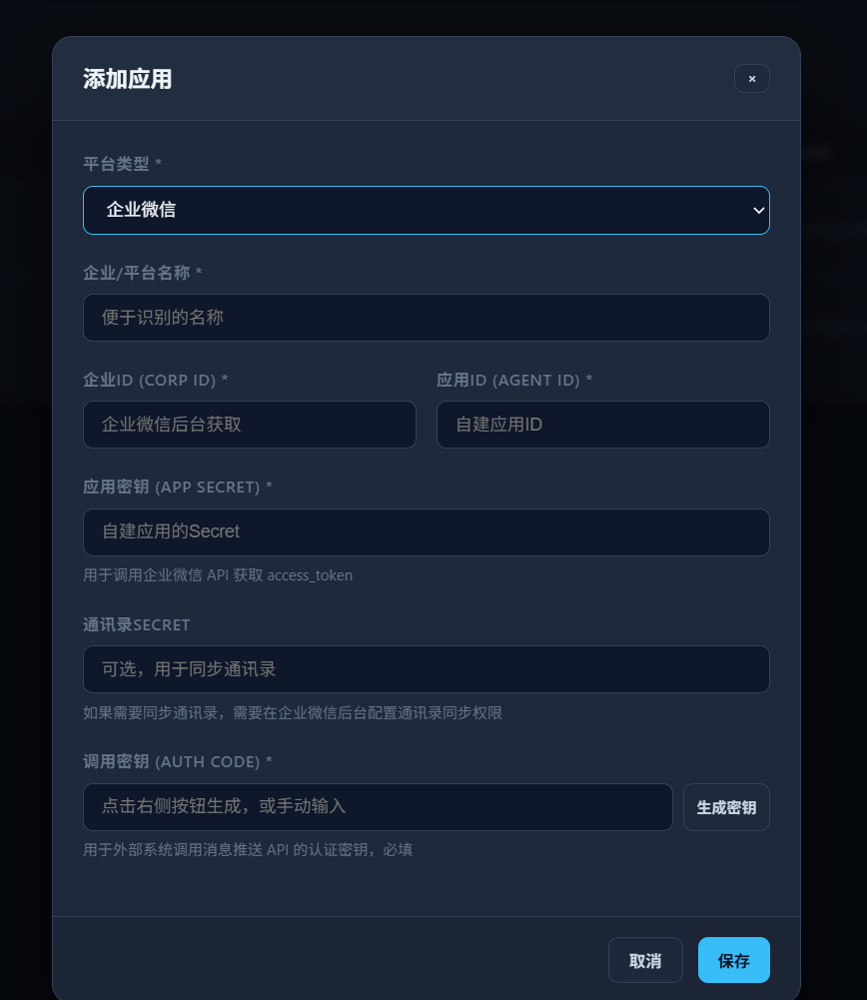 添加应用
×
平台类型 *
企业微信
企业/平台名称 *
便于识别的名称
企业ID (CORP ID) *
应用ID (AGENT ID) *
企业微信后台获取
自建应用ID
应用密钥 (APP SECRET) *
自建应用的Secret
用于调用企业微信 API 获取 access_token
通讯录SECRET
可选，用于同步通讯录
如果需要同步通讯录，需要在企业微信后台配置通讯录同步权限
调用密钥 (AUTH CODE) *
点击右侧按钮生成，或手动输入
生成密钥
用于外部系统调用消息推送 API 的认证密钥，必填
取消
保存